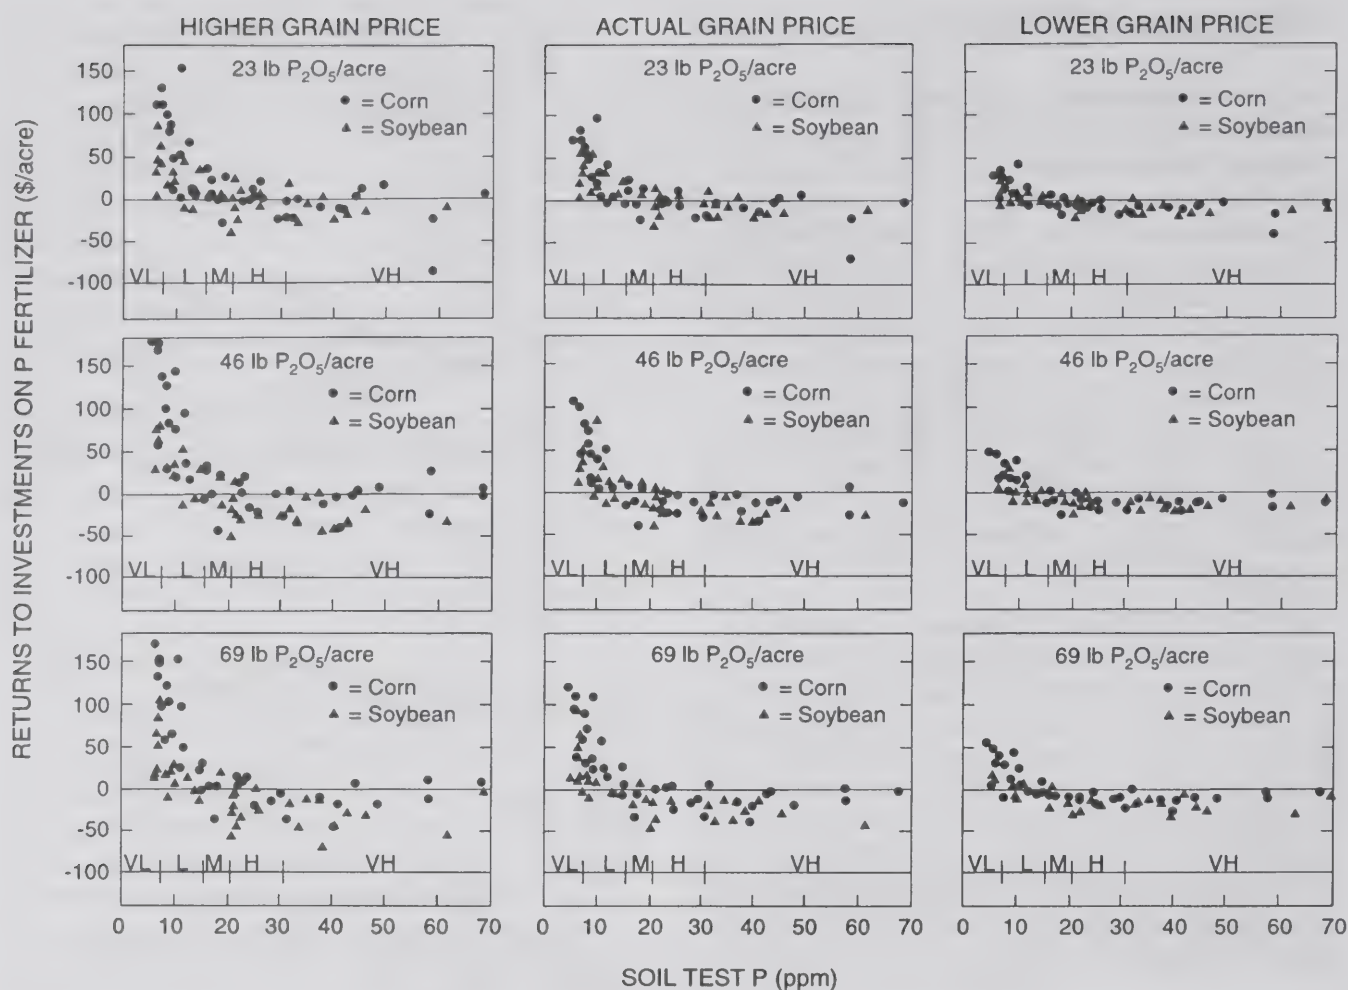 HIGHER GRAIN PRICE
ACTUAL GRAIN PRICE
LOWER GRAIN PRICE
RETURNS TO INVESTMENTS ON P FERTILIZER ($/acre)
150
100
50
0
-50
-100
23 lb P₂O₅/acre
● = Corn
▲ = Soybean
VL L M H VH
23 lb P₂O₅/acre
● = Corn
▲ = Soybean
VL L M H VH
23 lb P₂O₅/acre
● = Corn
▲ = Soybean
VL L M H VH
150
100
50
0
-50
-100
46 lb P₂O₅/acre
● = Corn
▲ = Soybean
VL L M H VH
46 lb P₂O₅/acre
● = Corn
▲ = Soybean
VL L M H VH
46 lb P₂O₅/acre
● = Corn
▲ = Soybean
VL L M H VH
150
100
50
0
-50
-100
69 lb P₂O₅/acre
● = Corn
▲ = Soybean
VL L M H VH
69 lb P₂O₅/acre
● = Corn
▲ = Soybean
VL L M H VH
69 lb P₂O₅/acre
● = Corn
▲ = Soybean
VL L M H VH
0 10 20 30 40 50 60 70
0 10 20 30 40 50 60 70
0 10 20 30 40 50 60 70
SOIL TEST P (ppm)